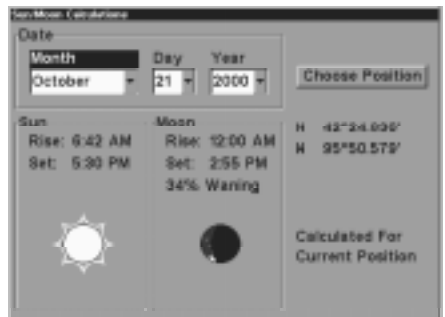 Sun/Moon Calculations
Date
Month Day Year
October 21 2000
Choose Position
Sun
Rise: 6:42 AM
Set: 5:30 PM
Moon
Rise: 12:00 AM
Set: 2:55 PM
34% Waning
Calculated For
Current Position